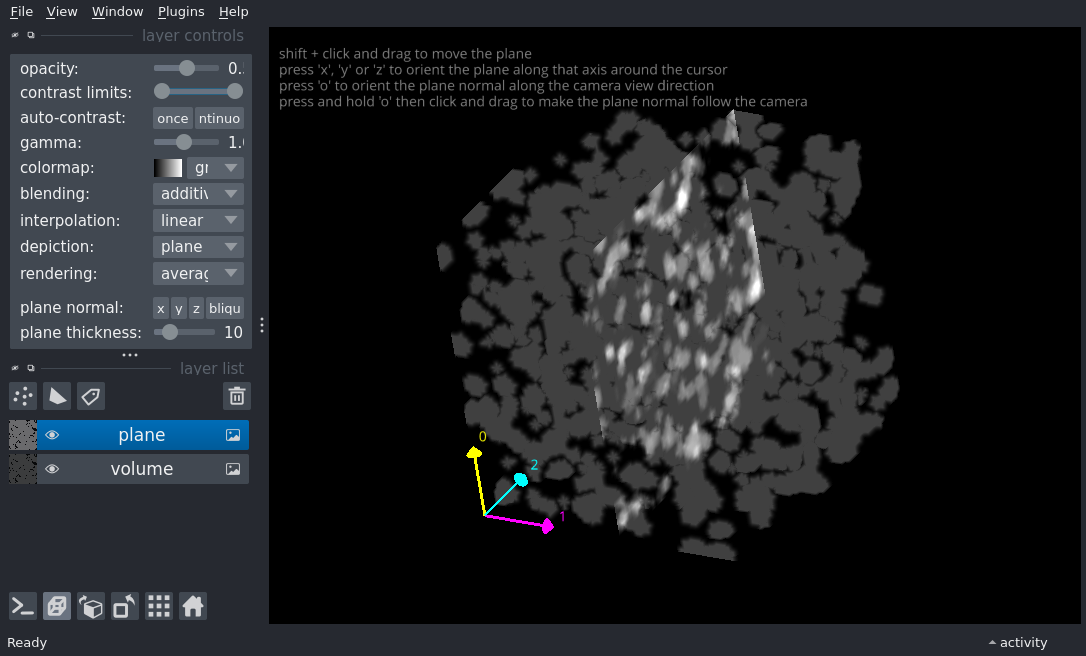 File View Window Plugins Help
layer controls
opacity: 0.
contrast limits:
auto-contrast: once ntinuo
gamma: 1.
colormap: gr
blending: additiv
interpolation: linear
depiction: plane
rendering: averag
plane normal: x y z bliqu
plane thickness: 10
layer list
plane
volume
shift + click and drag to move the plane
press 'x', 'y' or 'z' to orient the plane along that axis around the cursor
press 'o' to orient the plane normal along the camera view direction
press and hold 'o' then click and drag to make the plane normal follow the camera
0
2
1
Ready
activity